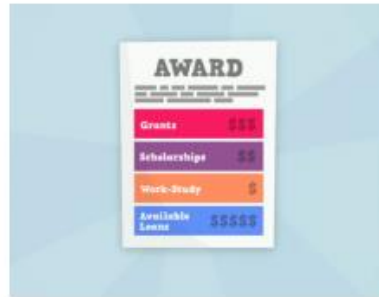 AWARD
Grants $$$
Scholarships $$
Work-Study $
Available
Loans $$$$$